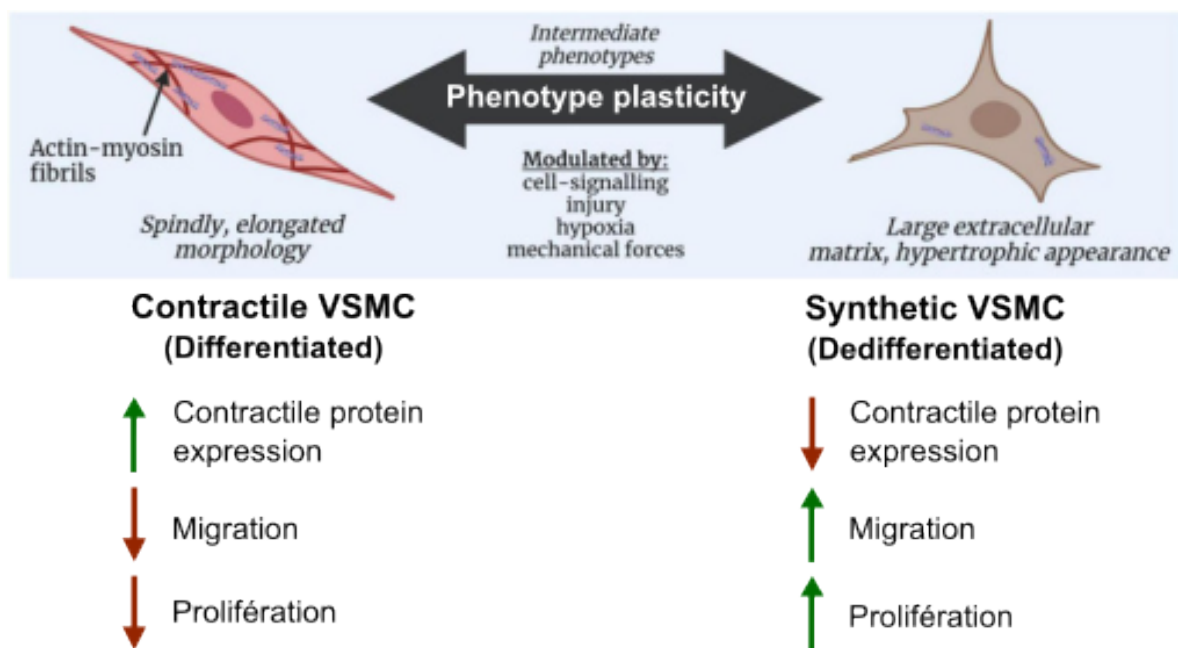 Intermediate
phenotypes
Phenotype plasticity
Actin-myosin
fibrils
Modulated by:
cell-signalling
injury
hypoxia
mechanical forces
Spindly, elongated
morphology
Large extracellular
matrix, hypertrophic appearance
Contractile VSMC
(Differentiated)
Contractile protein
expression
Migration
Prolifération
Synthetic VSMC
(Dedifferentiated)
Contractile protein
expression
Migration
Prolifération